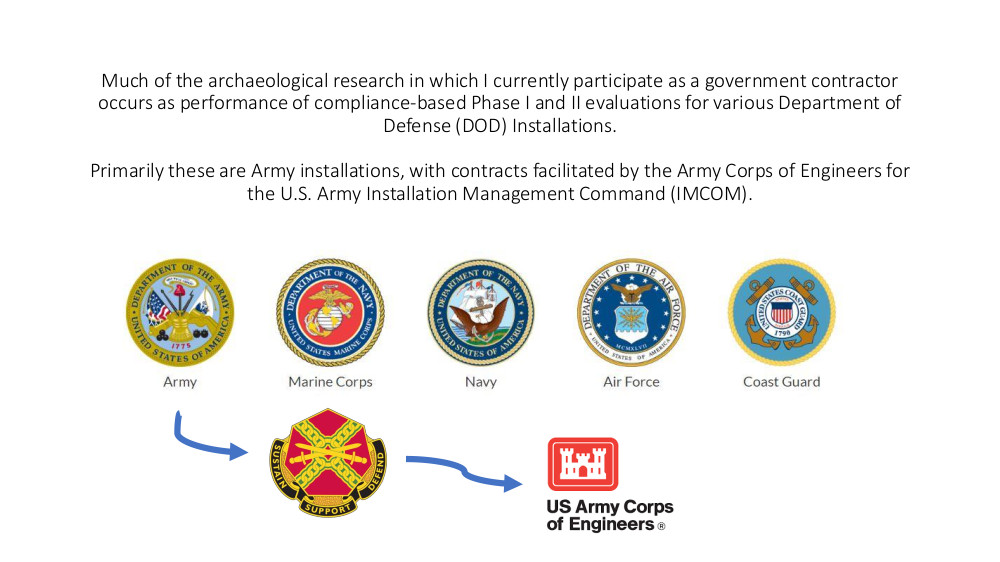 Much of the archaeological research in which I currently participate as a government contractor
occurs as performance of compliance-based Phase I and II evaluations for various Department of
Defense (DOD) Installations.
Primarily these are Army installations, with contracts facilitated by the Army Corps of Engineers for
the U.S. Army Installation Management Command (IMCOM).
DEPARTMENT OF THE ARMY
UNITED STATES OF AMERICA
1775
DEPARTMENT OF THE NAVY
UNITED STATES MARINE CORPS
DEPARTMENT OF THE NAVY
UNITED STATES OF AMERICA
DEPARTMENT OF THE AIR FORCE
UNITED STATES OF AMERICA
MCMXLVII
UNITED STATES COAST GUARD
1790
Army
Marine Corps
Navy
Air Force
Coast Guard
SUSTAIN
SUPPORT
DEFEND
US Army Corps
of Engineers ®